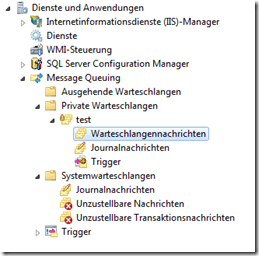 Dienste und Anwendungen
Internetinformationsdienste (IIS)-Manager
Dienste
WMI-Steuerung
SQL Server Configuration Manager
Message Queuing
Ausgehende Warteschlangen
Private Warteschlangen
test
Warteschlangennachrichten
Journalnachrichten
Trigger
Systemwarteschlangen
Journalnachrichten
Unzustellbare Nachrichten
Unzustellbare Transaktionsnachrichten
Trigger